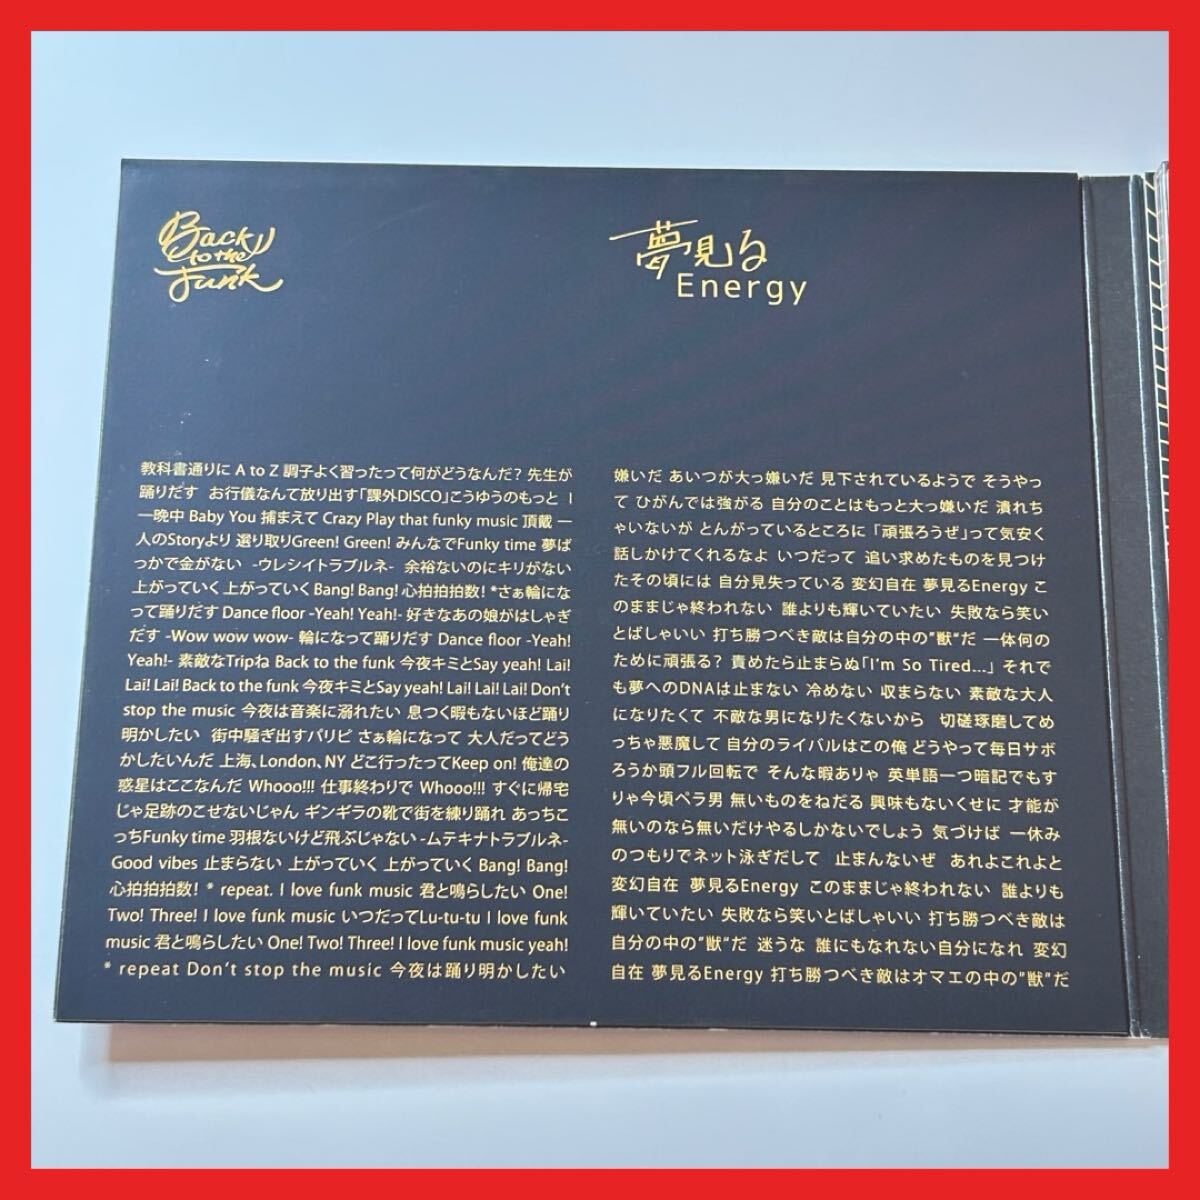 Back
to the
Funk
教科書通りに A to Z 調子よく習ったって何がどうなんだ? 先生が
踊りだす お行儀なんて放り出す「課外DISCO」こうゆうのもっと!
一晩中 Baby You 捕まえて Crazy Play that funky music 頂戴 一
人のStoryより 選り取りGreen! Green! みんなでFunky time 夢ば
っかで金がない -ウレシイトラブルネ- 余裕ないのにキリがない
上がっていく 上がっていくBang! Bang! 心拍拍拍数! *さぁ輪にな
って踊りだす Dance floor -Yeah! Yeah!- 好きなあの娘がはしゃぎ
だす -Wow wow wow- 輪になって踊りだす Dance floor -Yeah!
Yeah!- 素敵なTripね Back to the funk 今夜キミとSay yeah! Lai!
Lai! Lai! Back to the funk 今夜キミとSay yeah! Lai! Lai! Lai! Don't
stop the music 今夜は音楽に溺れたい 息つく暇もないほど踊り
明かしたい 街中騒ぎ出すパリピ さぁ輪になって 大人だってどう
かしたいんだ 上海、London、NY どこ行ったってKeep on! 俺達の
惑星はここなんだ Whooo!!! 仕事終わりで Whooo!!! すぐに帰宅
じゃ足跡のこせないじゃん ギンギラの靴で街を練り踊れ あっちこ
っちFunky time 羽根ないけど飛ぶじゃない -ムテキナトラブルネ-
Good vibes 止まらない 上がっていく 上がっていく Bang! Bang!
心拍拍拍数! * repeat. I love funk music 君と鳴らしたい One!
Two! Three! I love funk music いつだってLu-tu-tu I love funk
music 君と鳴らしたい One! Two! Three! I love funk music yeah!
* repeat Don't stop the music 今夜は踊り明かしたい
夢見る
Energy
嫌いだ あいつが大っ嫌いだ 見下されているようで そうやっ
て ひがんでは強がる 自分のことはもっと大っ嫌いだ 潰れち
ゃいないが とんがっているところに 「頑張ろうぜ」って気安く
話しかけてくれるなよ いつだって 追い求めたものを見つけ
たその頃には 自分見失っている 変幻自在 夢見るEnergy こ
のままじゃ終われない 誰よりも輝いていたい 失敗なら笑い
とばしゃいい 打ち勝つべき敵は自分の中の"獣"だ 一体何の
ために頑張る? 責めたら止まらぬ「I'm So Tired...」 それで
も夢へのDNAは止まない 冷めない 収まらない 素敵な大人
になりたくて 不敵な男になりたくないから 切磋琢磨してめ
っちゃ悪魔して 自分のライバルはこの俺 どうやって毎日サボ
ろうか頭フル回転で そんな暇ありゃ 英単語一つ暗記でもす
りゃ今頃ペラ男 無いものをねだる 興味もないくせに 才能が
無いのなら無いだけやるしかないでしょう 気づけば 一休み
のつもりでネット泳ぎだして 止まんないぜ あれよこれよと
変幻自在 夢見るEnergy このままじゃ終われない 誰よりも
輝いていたい 失敗なら笑いとばしゃいい 打ち勝つべき敵は
自分の中の"獣"だ 迷うな 誰にもなれない自分になれ 変幻
自在 夢見るEnergy 打ち勝つべき敵はオマエの中の"獣"だ